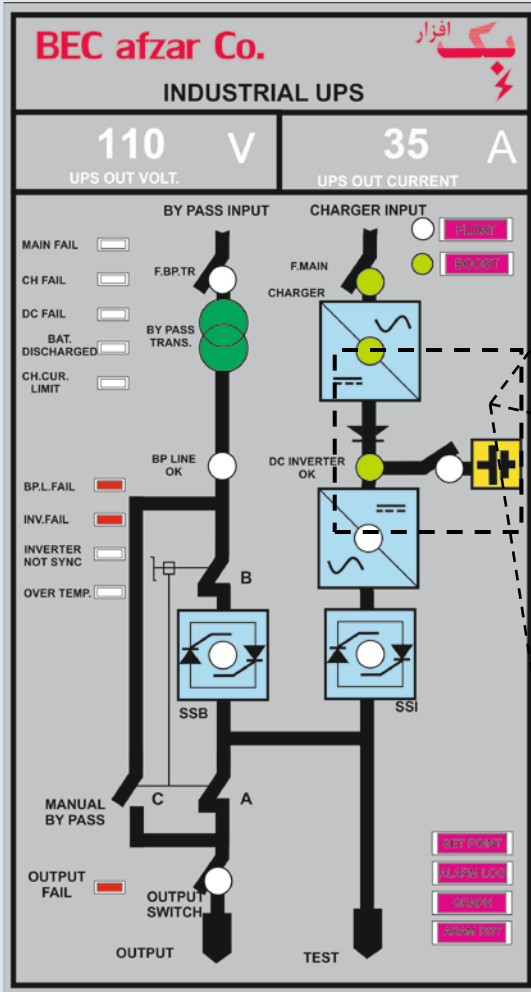 BEC afzar Co.
بک افزار
INDUSTRIAL UPS
110 V
UPS OUT VOLT.
35 A
UPS OUT CURRENT
BY PASS INPUT
CHARGER INPUT
FLOAT
BOOST
MAIN FAIL
CH FAIL
DC FAIL
BAT.
DISCHARGED
CH.CUR.
LIMIT
F.BP.TR
F.MAIN
CHARGER
BY PASS
TRANS.
BP LINE
OK
DC INVERTER
OK
BP.L.FAIL
INV.FAIL
INVERTER
NOT SYNC
OVER TEMP.
B
SSB
SSI
MANUAL
BY PASS
C
A
OUTPUT
FAIL
OUTPUT
SWITCH
OUTPUT
TEST
SET POINT
ALARM LOG
GRAPH
ARAM RST